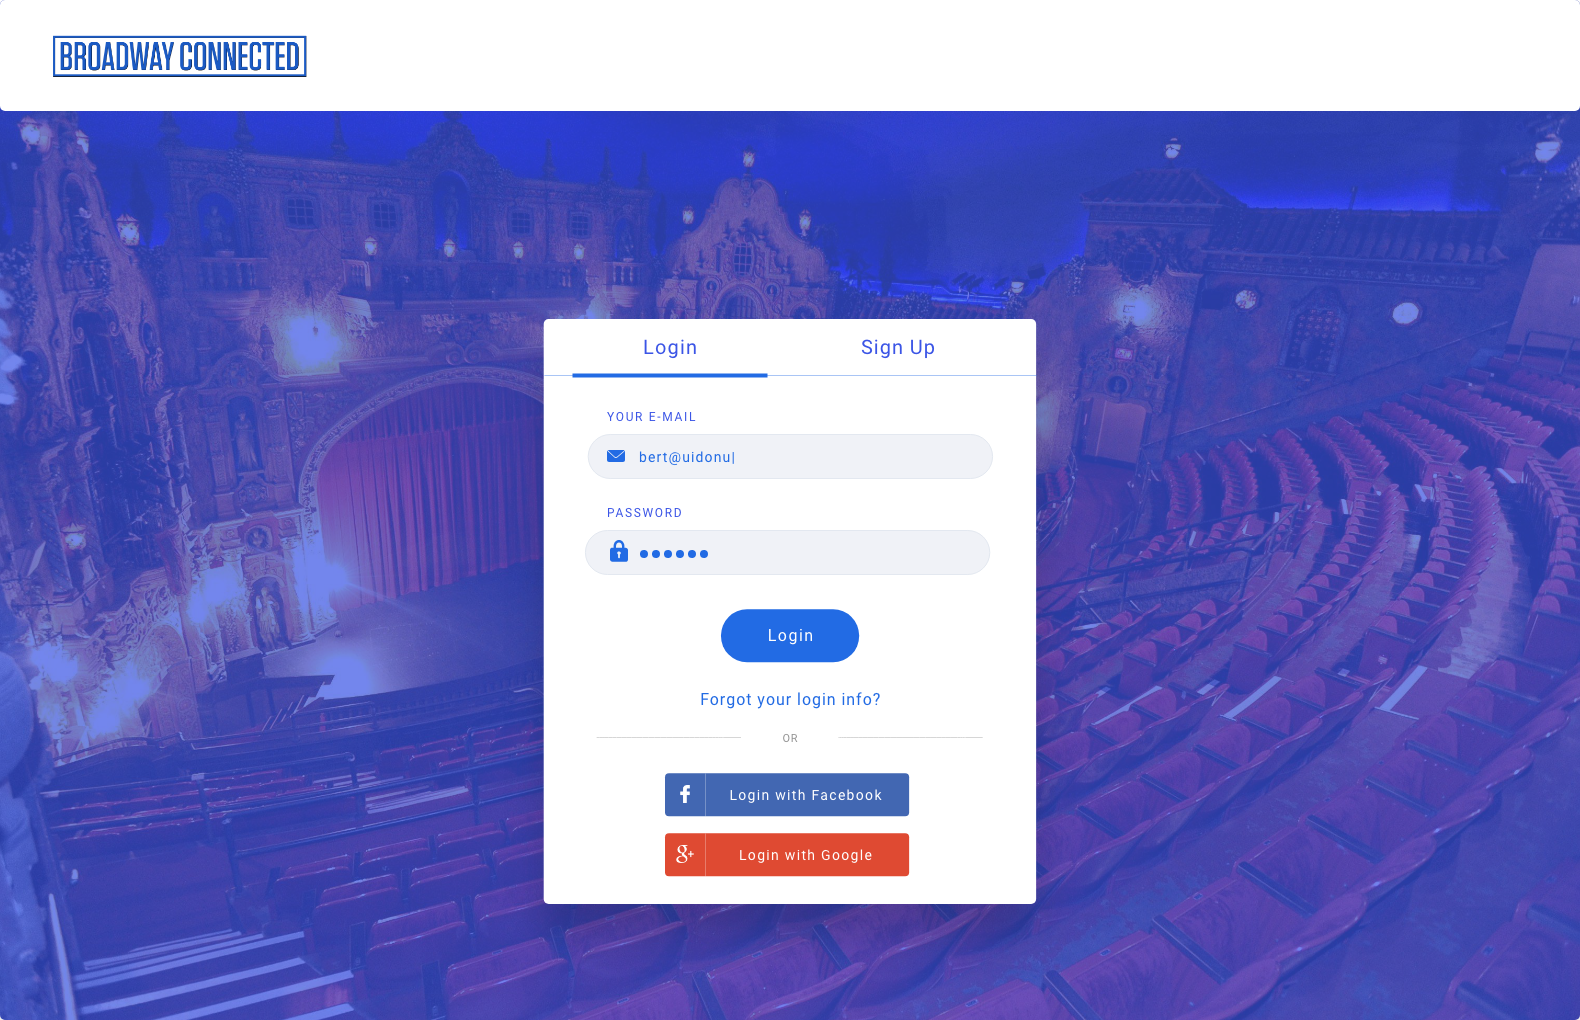 BROADWAY CONNECTED
Login Sign Up
YOUR E-MAIL
bert@uidonu|
PASSWORD
Login
Forgot your login info?
OR
f Login with Facebook
g+ Login with Google